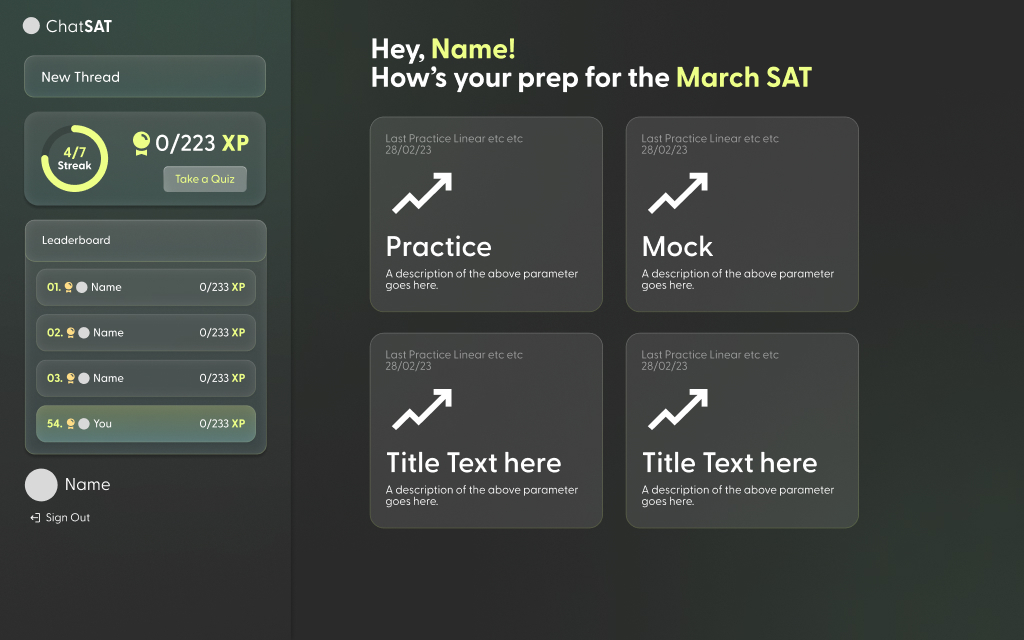 ChatSAT
New Thread
4/7
Streak
0/223 XP
Take a Quiz
Leaderboard
01. Name 0/233 XP
02. Name 0/233 XP
03. Name 0/233 XP
54. You 0/233 XP
Name
Sign Out
Hey, Name!
How’s your prep for the March SAT
Last Practice Linear etc etc
28/02/23
Practice
A description of the above parameter
goes here.
Last Practice Linear etc etc
28/02/23
Mock
A description of the above parameter
goes here.
Last Practice Linear etc etc
28/02/23
Title Text here
A description of the above parameter
goes here.
Last Practice Linear etc etc
28/02/23
Title Text here
A description of the above parameter
goes here.